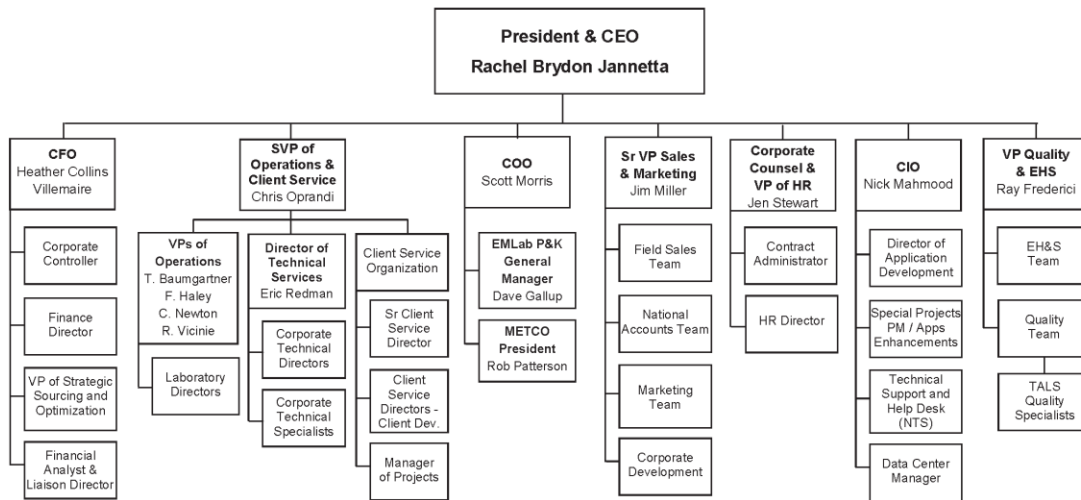 President & CEO
Rachel Brydon Jannetta
CFO
Heather Collins
Villemaire
Corporate
Controller
Finance
Director
VP of Strategic
Sourcing and
Optimization
Financial
Analyst &
Liaison Director
SVP of
Operations &
Client Service
Chris Oprandi
VPs of
Operations
T. Baumgartner
F. Haley
C. Newton
R. Vicinie
Laboratory
Directors
Director of
Technical
Services
Eric Redman
Corporate
Technical
Directors
Corporate
Technical
Specialists
Client Service
Organization
Sr Client
Service
Director
Client
Service
Directors -
Client Dev.
Manager
of Projects
COO
Scott Morris
EMLab P&K
General
Manager
Dave Gallup
METCO
President
Rob Patterson
Sr VP Sales
& Marketing
Jim Miller
Field Sales
Team
National
Accounts Team
Marketing
Team
Corporate
Development
Corporate
Counsel &
VP of HR
Jen Stewart
Contract
Administrator
HR Director
CIO
Nick Mahmood
Director of
Application
Development
Special Projects
PM / Apps
Enhancements
Technical
Support and
Help Desk
(NTS)
Data Center
Manager
VP Quality
& EHS
Ray Frederici
EH&S
Team
Quality
Team
TALS
Quality
Specialists